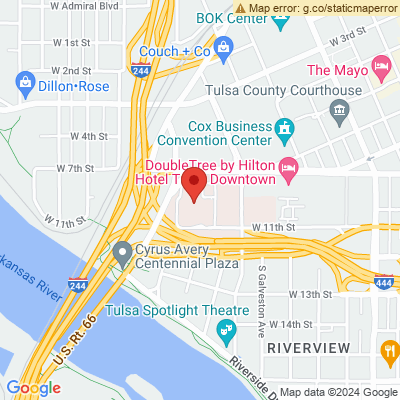 W Admiral Blvd
BOK Center
Map error: g.co/staticmaperror
W 1st St
Couch + Co
W 3rd St
W 2nd St
244
The Mayo
Dillon•Rose
Tulsa County
Courthouse
W 4th St
Cox Business
Convention Center
W 7th St
DoubleTree by Hilton
Hotel Tulsa Downtown
W 11th St
W 11th St
Cyrus Avery
Centennial Plaza
Arkansas River
244
S Galveston Ave
444
W 13th St
Tulsa Spotlight Theatre
U.S. Rt. 66
W 14th St
RIVERVIEW
Riverside Dr
Google
Map data ©2024 Google